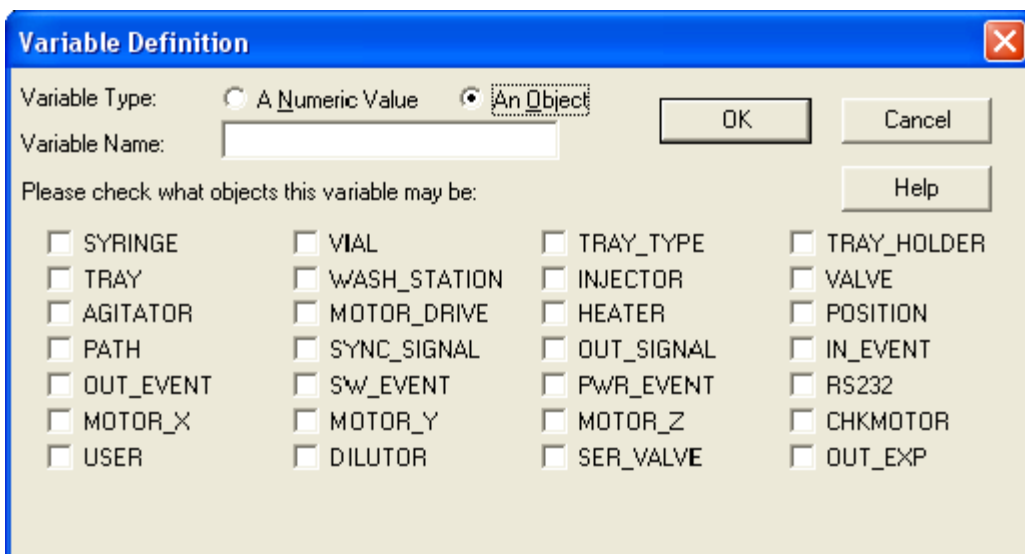 Variable Definition
Variable Type: A Numeric Value An Object
OK Cancel
Variable Name:
Help
Please check what objects this variable may be:
SYRINGE VIAL TRAY_TYPE TRAY_HOLDER
TRAY WASH_STATION INJECTOR VALVE
AGITATOR MOTOR_DRIVE HEATER POSITION
PATH SYNC_SIGNAL OUT_SIGNAL IN_EVENT
OUT_EVENT SW_EVENT PWR_EVENT RS232
MOTOR_X MOTOR_Y MOTOR_Z CHKMOTOR
USER DILUTOR SER_VALVE OUT_EXP